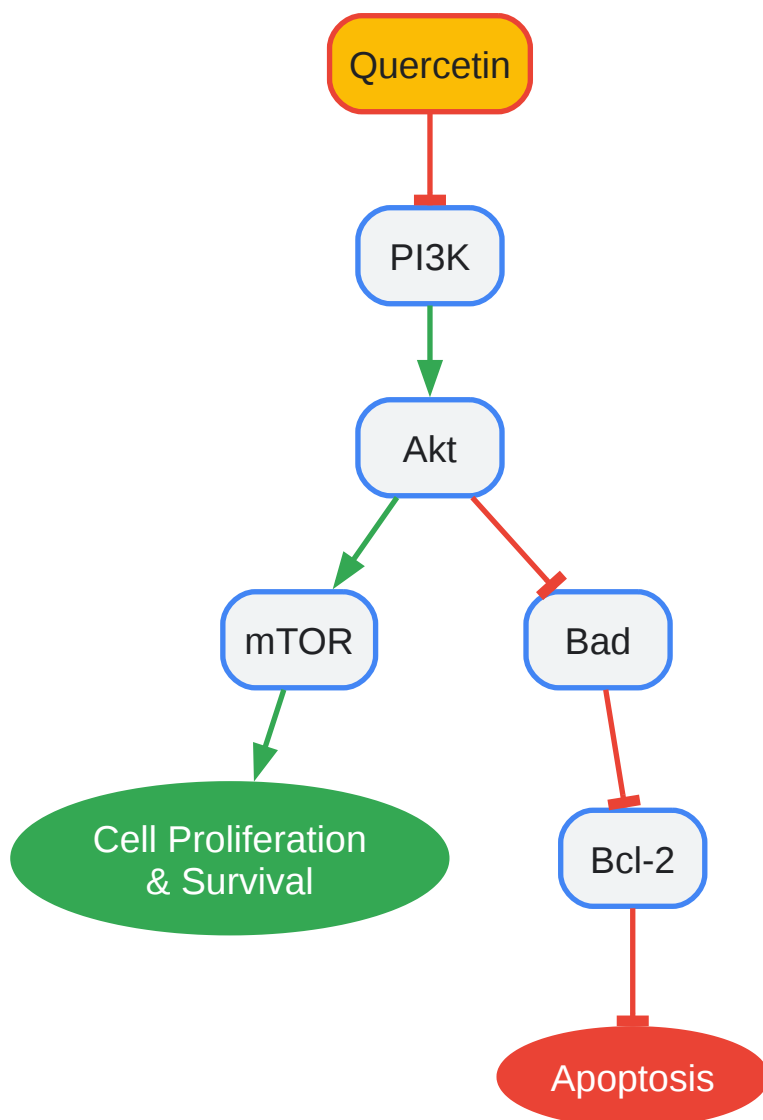 Quercetin
PI3K
Akt
mTOR
Bad
Cell Proliferation
& Survival
Bcl-2
Apoptosis